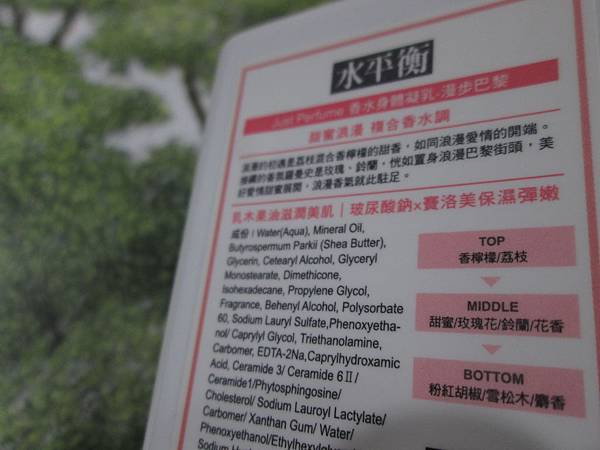 水平衡
Just Perfume 香水身體凝乳-漫步巴黎
甜蜜浪漫 複合香水調
浪漫的初遇是荔枝混合香檸檬的甜香，如同浪漫愛情的開端。
的香氛羅曼史是玫瑰、鈴蘭，恍如置身浪漫巴黎街頭，美
好愛情甜蜜展開，浪漫香氣就此駐足。
乳木果油滋潤美肌｜玻尿酸鈉x賽洛美保濕彈嫩
成份：Water(Aqua), Mineral Oil,
Butyrospermum Parkii (Shea Butter),
Glycerin, Cetearyl Alcohol, Glyceryl
Monostearate, Dimethicone,
Isohexadecane, Propylene Glycol,
Fragrance, Behenyl Alcohol, Polysorbate
60, Sodium Lauryl Sulfate,Phenoxyetha-
nol/ Caprylyl Glycol, Triethanolamine,
Carbomer, EDTA-2Na,Caprylhydroxamic
Acid, Ceramide 3/ Ceramide 6 II/
Ceramide1/Phytosphingosine/
Cholesterol/ Sodium Lauroyl Lactylate/
Carbomer/ Xanthan Gum/ Water/
Phenoxyethanol/Ethylhexylglyc
Sodium
TOP
香檸檬/荔枝
MIDDLE
甜蜜/玫瑰花/鈴蘭/花香
BOTTOM
粉紅胡椒/雪松木/麝香